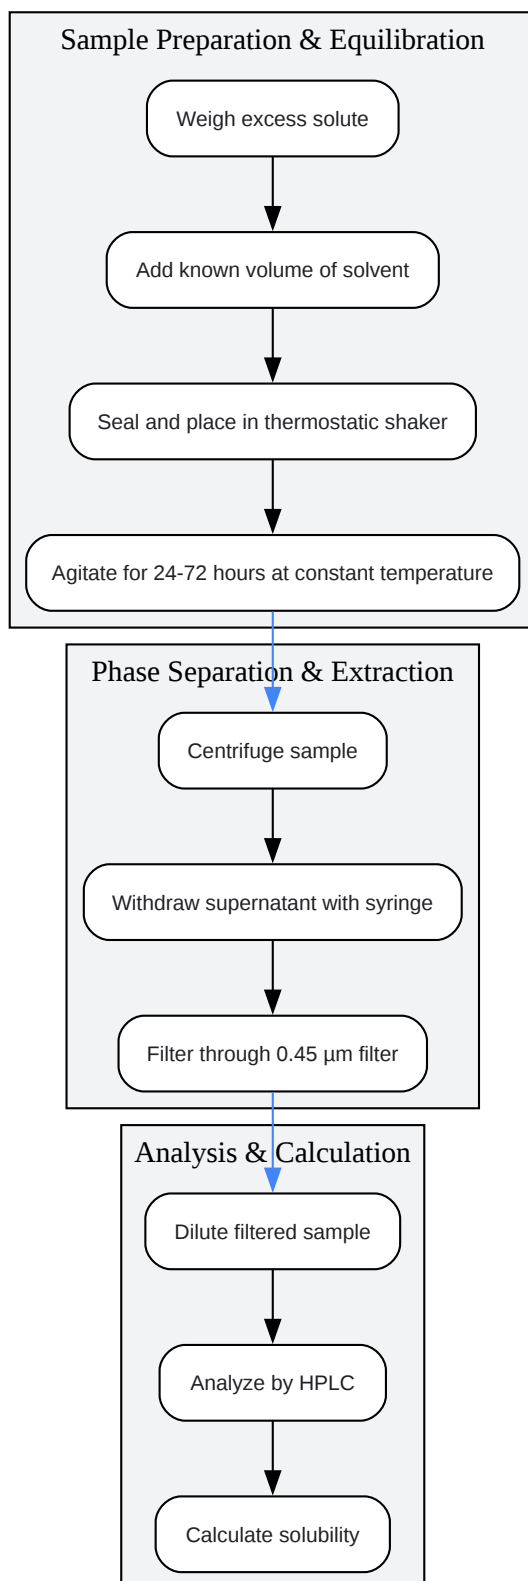 Sample Preparation & Equilibration
Weigh excess solute
Add known volume of solvent
Seal and place in thermostatic shaker
Agitate for 24-72 hours at constant temperature
Phase Separation & Extraction
Centrifuge sample
Withdraw supernatant with syringe
Filter through 0.45 µm filter
Analysis & Calculation
Dilute filtered sample
Analyze by HPLC
Calculate solubility